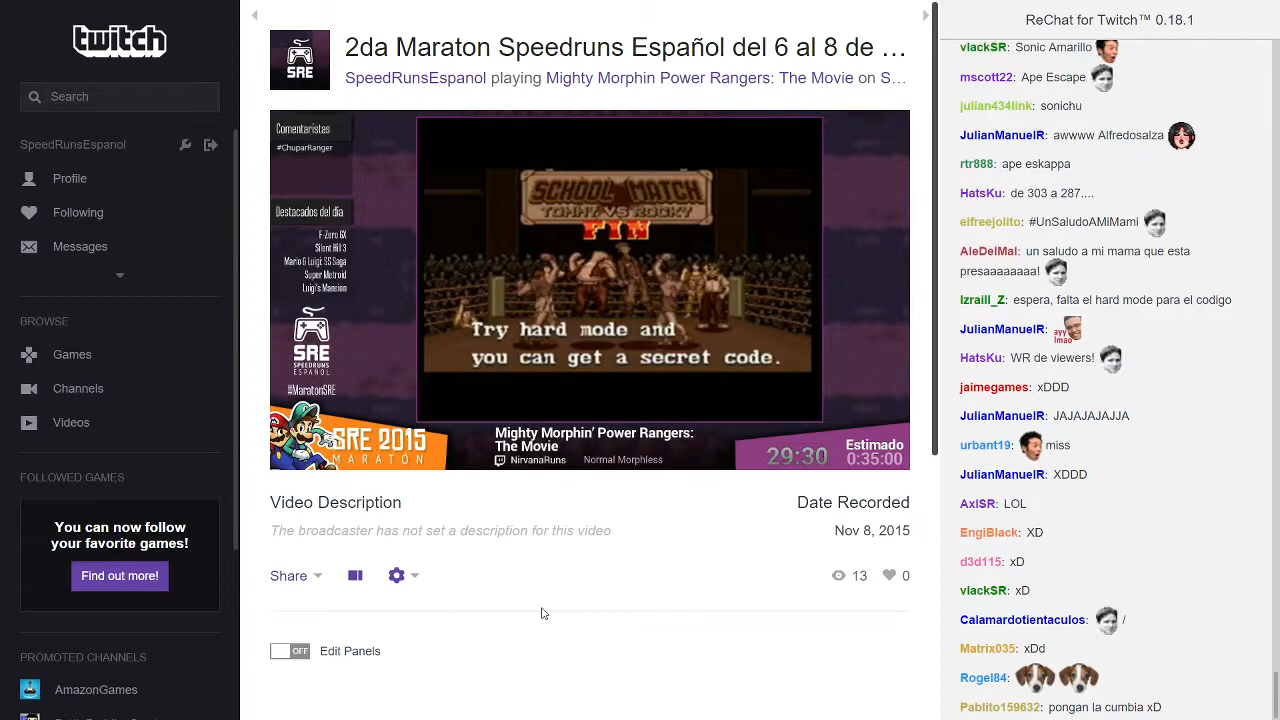 twitch
Search
SpeedRunsEspanol
Profile
Following
Messages
BROWSE
Games
Channels
Videos
FOLLOWED GAMES
You can now follow
your favorite games!
Find out more!
PROMOTED CHANNELS
AmazonGames
SRE
2da Maraton Speedruns Español del 6 al 8 de …
SpeedRunsEspanol playing Mighty Morphin Power Rangers: The Movie on S…
Comentaristas
#ChuparRanger
Destacados del día
F-Zero GX
Silent Hill 3
Mario & Luigi: SS Saga
Super Metroid
Luigi's Mansion
SRE
SPEEDRUNS
ESPAÑOL
#MaratonSRE
SRE 2015
MARATÓN
SCHOOL MATCH
TOMMY VS ROCKY
FIN
Try hard mode and
you can get a secret code.
Mighty Morphin' Power Rangers:
The Movie
NirvanaRuns Normal Morphless
29:30
Estimado
0:35:00
Video Description
Date Recorded
The broadcaster has not set a description for this video
Nov 8, 2015
Share
13
0
OFF
Edit Panels
ReChat for Twitch™ 0.18.1
vlackSR: Sonic Amarillo
mscott22: Ape Escape
julian434link: sonichu
JulianManuelR: awwww Alfredosalza
rtr888: ape eskappa
HatsKu: de 303 a 287....
elfreejolito: #UnSaludoAMiMami
AleDelMal: un saludo a mi mama que esta
presaaaaaaaa!
Izraill_Z: espera, falta el hard mode para el codigo
JulianManuelR: ayy
lmao
HatsKu: WR de viewers!
jaimegames: xDDD
JulianManuelR: JAJAJAJAJJA
urbant19: miss
JulianManuelR: XDDD
AxlSR: LOL
EngiBlack: XD
d3d115: xD
vlackSR: xD
Calamardotientaculos: /
Matrix035: xDd
Rogel84:
Pablito159632: pongan la cumbia xD